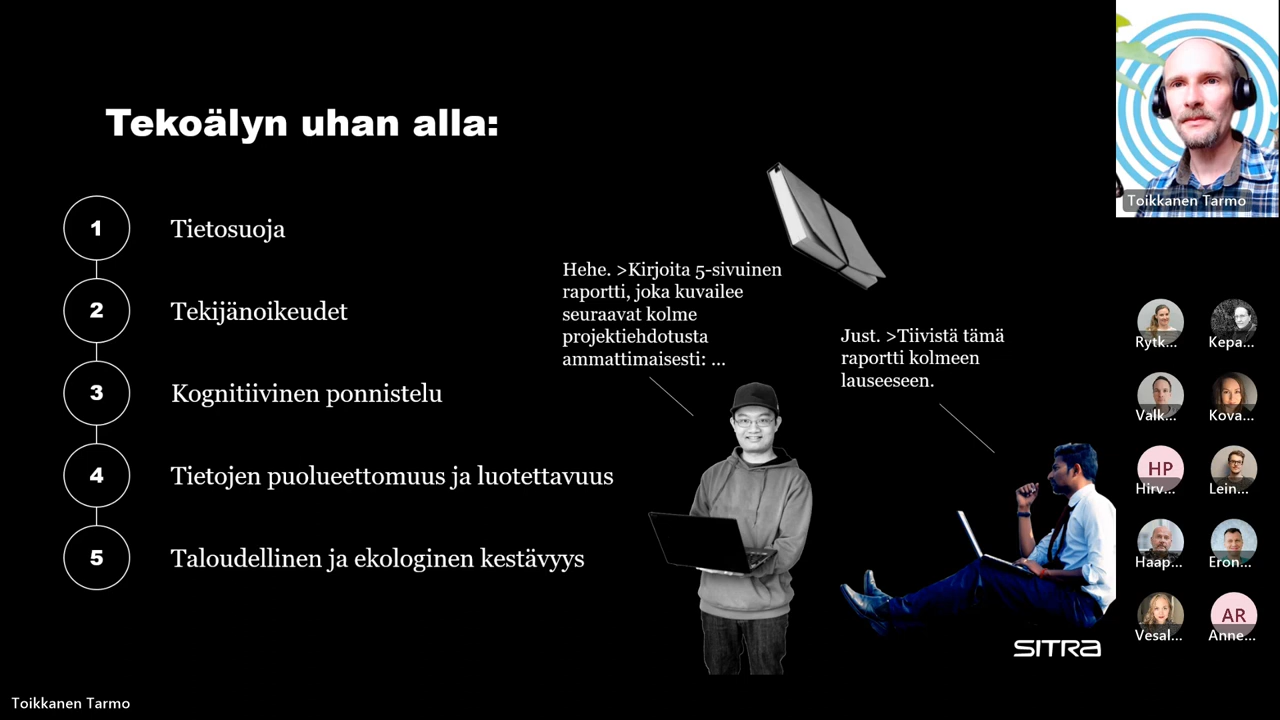 Tekoälyn uhan alla:
1
Tietosuoja
2
Tekijänoikeudet
3
Kognitiivinen ponnistelu
4
Tietojen puolueettomuus ja luotettavuus
5
Taloudellinen ja ekologinen kestävyys
Hehe. >Kirjoita 5-sivuinen
raportti, joka kuvailee
seuraavat kolme
projektiehdotusta
ammattimaisesti: ...
Just. >Tiivistä tämä
raportti kolmeen
lauseeseen.
SITRA
Toikkanen Tarmo
Rytk...
Kepa...
Valk...
Kova...
HP
Hirv...
Lein...
Haap...
Eron...
Vesal...
AR
Anne...
Toikkanen Tarmo